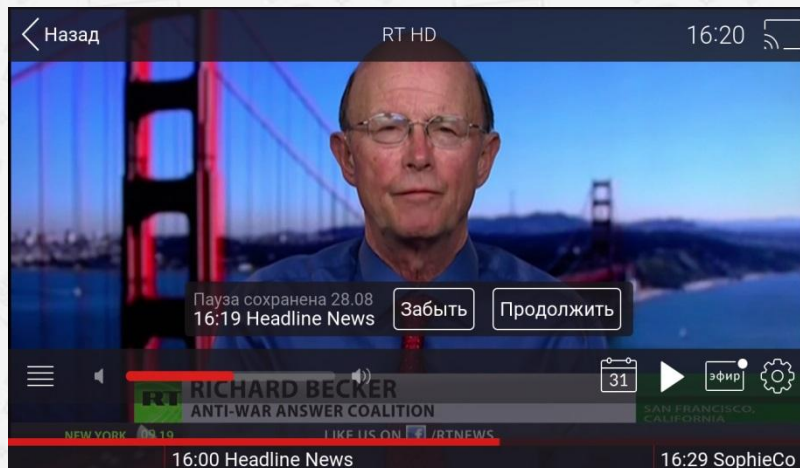 Назад
RT HD
16:20
Пауза сохранена 28.08
16:19 Headline News
Забыть
Продолжить
31
эфир
RT
RICHARD BECKER
ANTI-WAR ANSWER COALITION
SAN FRANCISCO,
CALIFORNIA
NEW YORK 09 19
LIKE US ON f /RTNEWS
16:00 Headline News
16:29 SophieCo